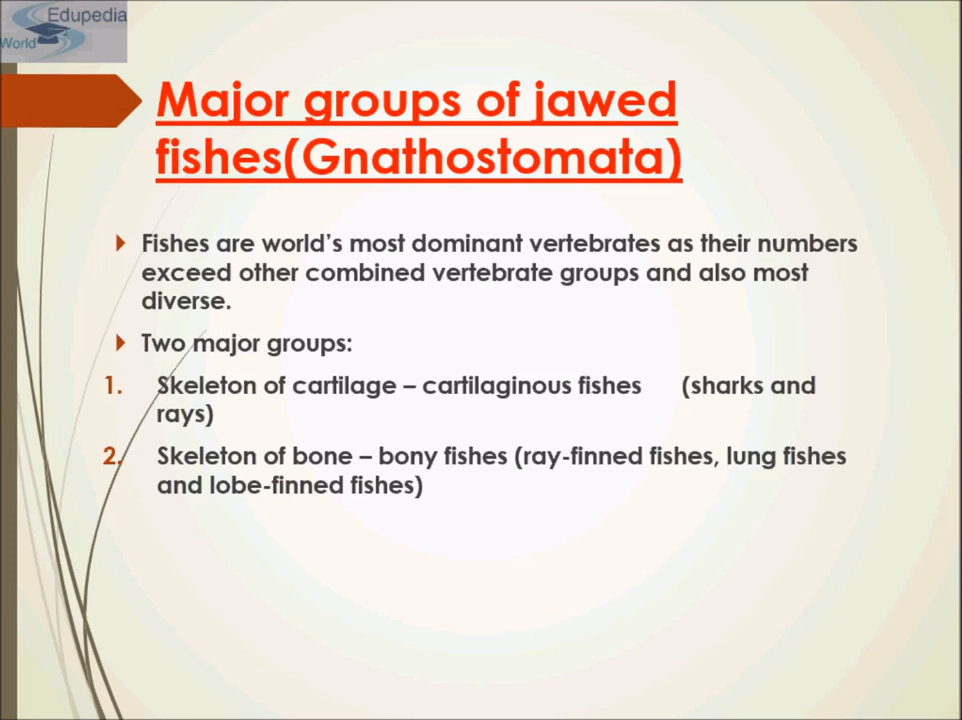 Edupedia
World
Major groups of jawed
fishes(Gnathostomata)
Fishes are world's most dominant vertebrates as their numbers
exceed other combined vertebrate groups and also most
diverse.
Two major groups:
1. Skeleton of cartilage – cartilaginous fishes (sharks and
rays)
2. Skeleton of bone – bony fishes (ray-finned fishes, lung fishes
and lobe-finned fishes)